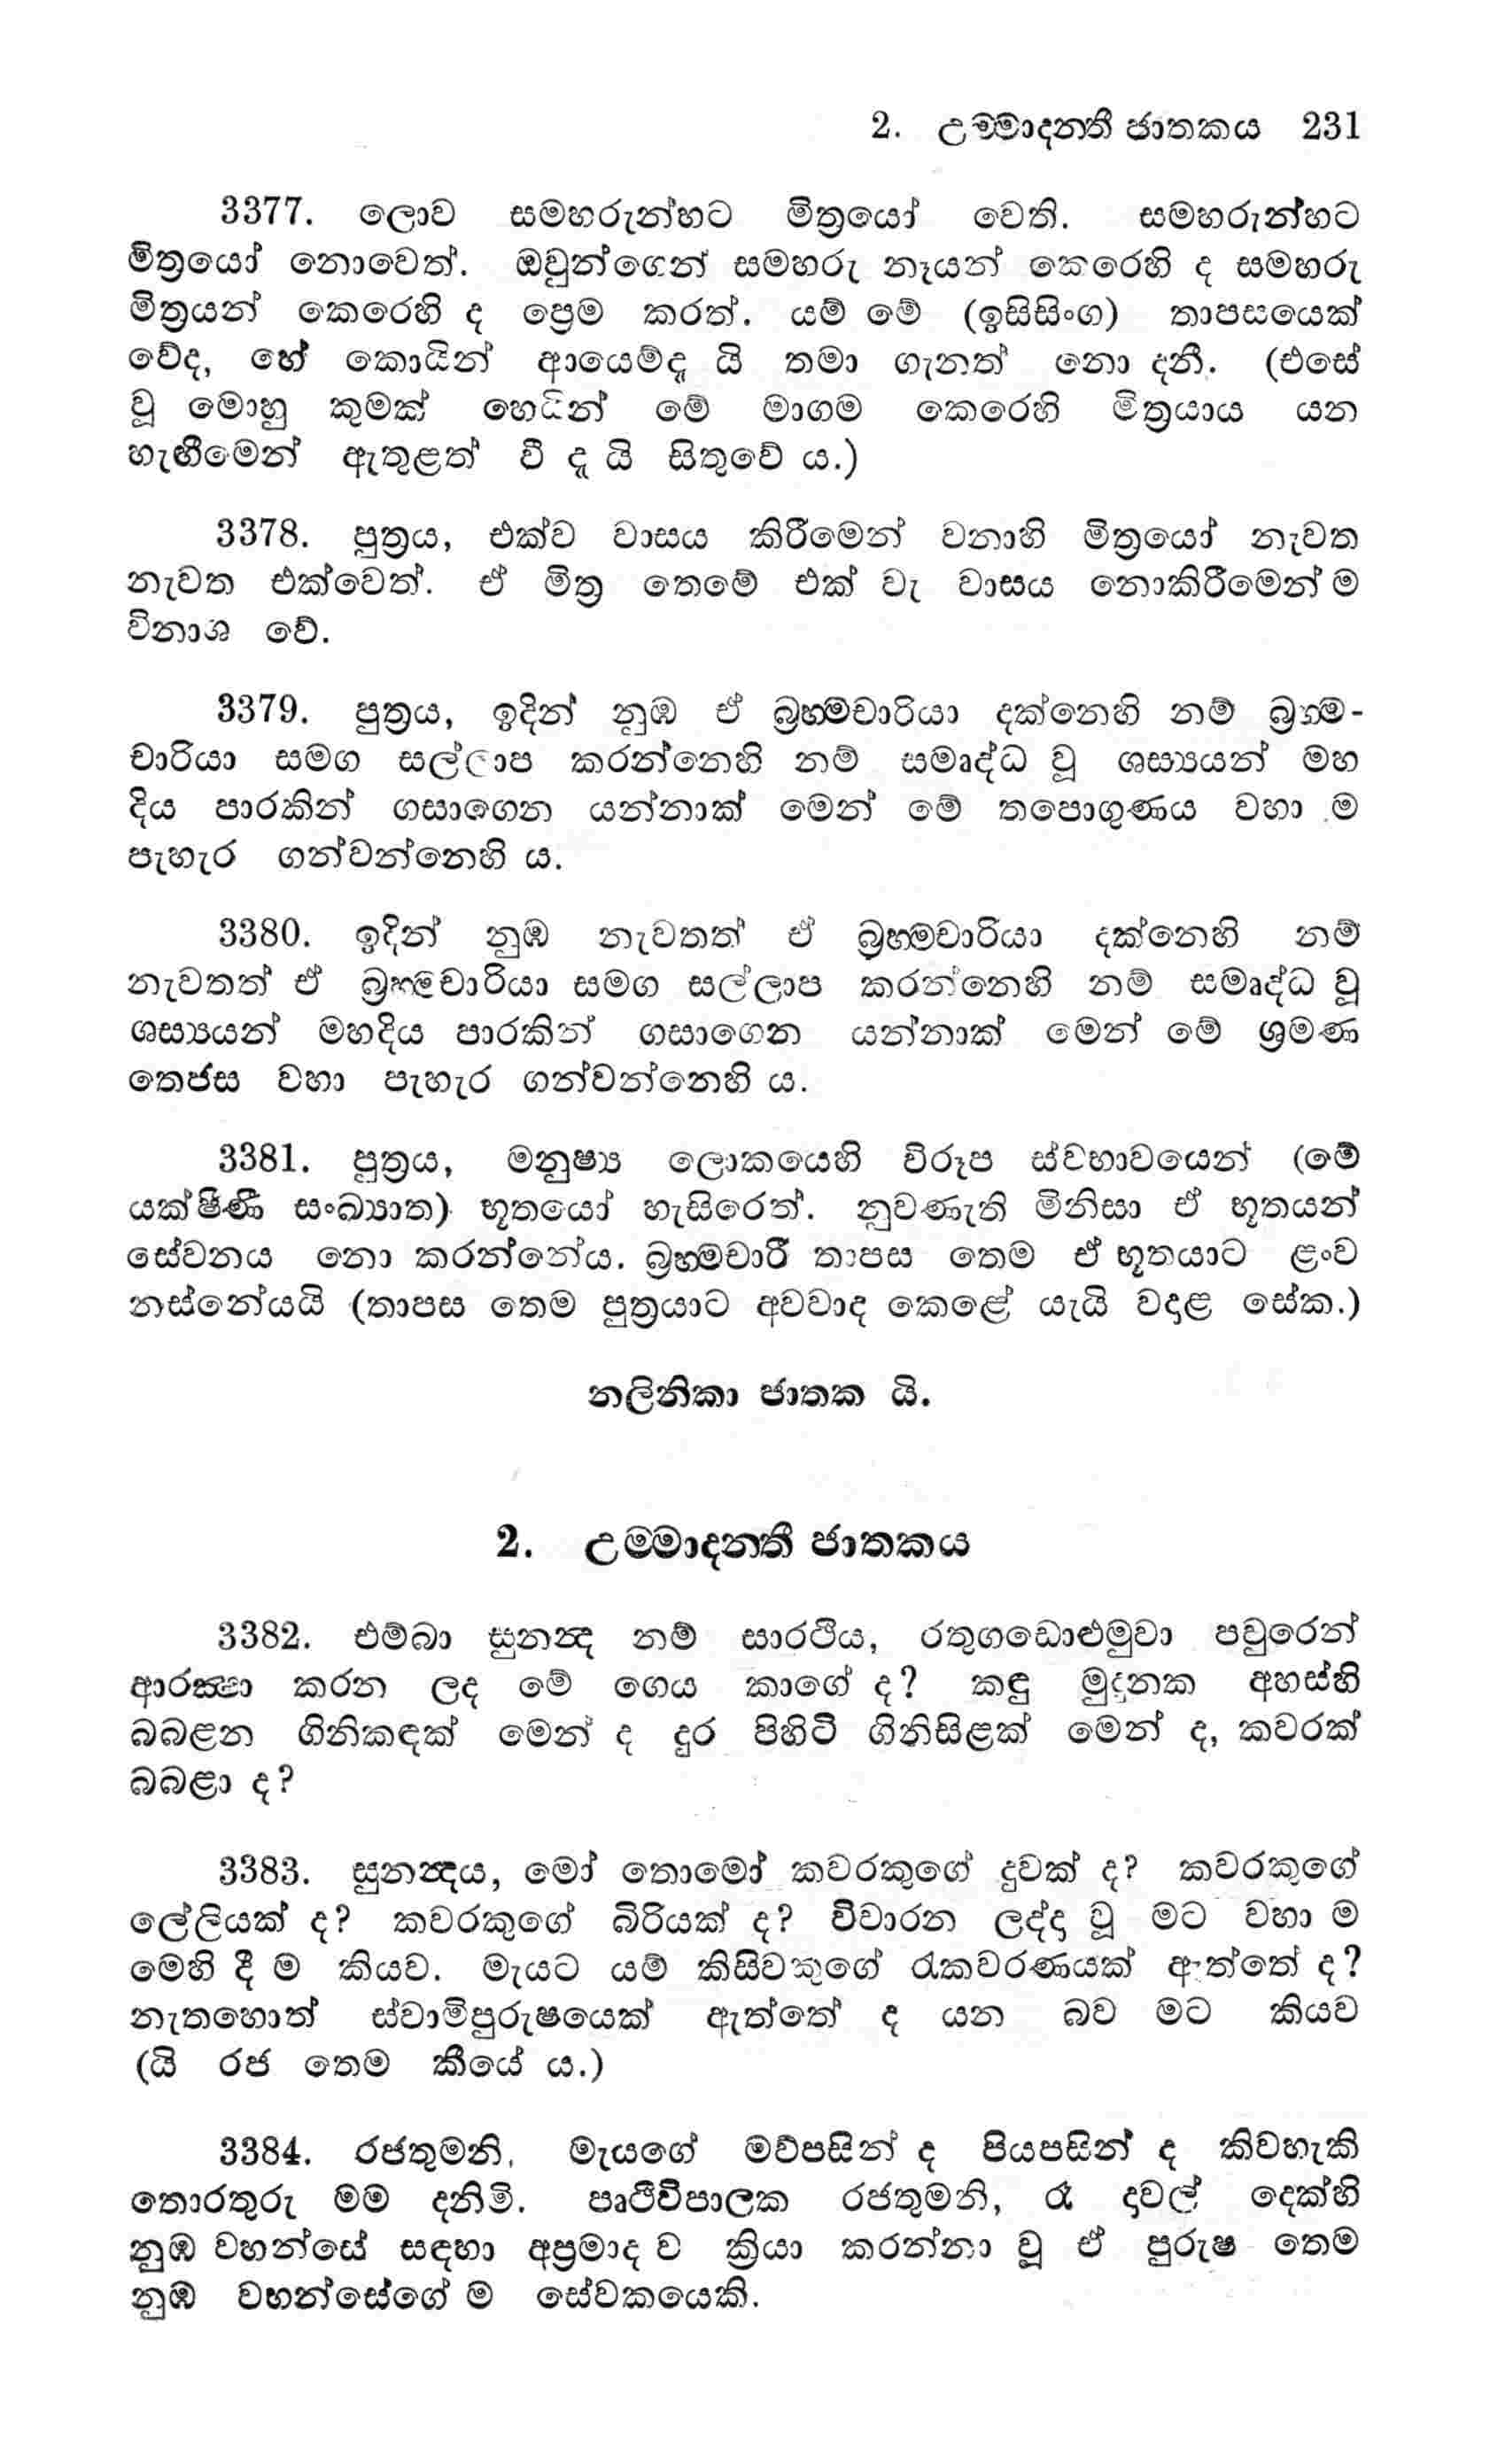 2. උම්මාදන්තී ජාතකය 231
3377. ලොව සමහරුන්හට මිත්‍රයෝ වෙති. සමහරුන්හට
මිත්‍රයෝ නොවෙත්. ඔවුන්ගෙන් සමහරු නෑයන් කෙරෙහි ද සමහරු
මිත්‍රයන් කෙරෙහි ද ප්‍රෙම කරත්. යම් මේ (ඉසිසිංග) තාපසයෙක්
වේද, හේ කොයින් ආයෙම්දැ යි තමා ගැනත් නො දනී. (එසේ
වූ මොහු කුමක් හෙයින් මේ මාගම කෙරෙහි මිත්‍රයාය යන
හැඟීමෙන් ඇතුළත් වී දැ යි සිතුවේ ය.)
3378. පුත්‍රය, එක්ව වාසය කිරීමෙන් වනාහි මිත්‍රයෝ නැවත
නැවත එක්වෙත්. ඒ මිත්‍ර තෙමේ එක් වැ වාසය නොකිරීමෙන් ම
විනාශ වේ.
3379. පුත්‍රය, ඉදින් නුඹ ඒ බ්‍රහ්මචාරියා දක්නෙහි නම් බ්‍රහ්ම-
චාරියා සමග සල්ලාප කරන්නෙහි නම් සමෘද්ධ වූ ශස්‍යයන් මහ
දිය පාරකින් ගසාගෙන යන්නාක් මෙන් මේ තපොගුණය වහා ම
පැහැර ගන්වන්නෙහි ය.
3380. ඉදින් නුඹ නැවතත් ඒ බ්‍රහ්මචාරියා දක්නෙහි නම්
නැවතත් ඒ බ්‍රහ්මචාරියා සමග සල්ලාප කරන්නෙහි නම් සමෘද්ධ වූ
ශස්‍යයන් මහදිය පාරකින් ගසාගෙන යන්නාක් මෙන් මේ ශ්‍රමණ
තෙජස වහා පැහැර ගන්වන්නෙහි ය.
3381. පුත්‍රය, මනුෂ්‍ය ලොකයෙහි විරූප ස්වභාවයෙන් (මේ
යක්ෂිණී සංඛ්‍යාත) භූතයෝ හැසිරෙත්. නුවණැති මිනිසා ඒ භූතයන්
සේවනය නො කරන්නේය. බ්‍රහ්මචාරී තාපස තෙම ඒ භූතයාට ළංව
නස්නේයයි (තාපස තෙම පුත්‍රයාට අවවාද කෙළේ යැයි වදාළ සේක.)
නලිනිකා ජාතක යි.
2. උම්මාදන්තී ජාතකය
3382. එම්බා සුනන්ද නම් සාරථිය, රතුගඩොළුමුවා පවුරෙන්
ආරක්‍ෂා කරන ලද මේ ගෙය කාගේ ද? කඳු මුදුනක අහස්හි
බබළන ගිනිකඳක් මෙන් ද දුර පිහිටි ගිනිසිළක් මෙන් ද, කවරක්
බබළා ද?
3383. සුනන්දය, මෝ තොමෝ කවරකුගේ දුවක් ද? කවරකුගේ
ලේලියක් ද? කවරකුගේ බිරියක් ද? විචාරන ලද්දා වූ මට වහා ම
මෙහි දී ම කියව. මැයට යම් කිසිවකුගේ රැකවරණයක් ඇත්තේ ද?
නැතහොත් ස්වාමිපුරුෂයෙක් ඇත්තේ ද යන බව මට කියව
(යි රජ තෙම කීයේ ය.)
3384. රජතුමනි, මැයගේ මව්පසින් ද පියපසින් ද කිවහැකි
තොරතුරු මම දනිමි. පෘථිවිපාලක රජතුමනි, රෑ දාවල් දෙක්හි
නුඹ වහන්සේ සඳහා අප්‍රමාද ව ක්‍රියා කරන්නා වූ ඒ පුරුෂ තෙම
නුඹ වහන්සේගේ ම සේවකයෙකි.